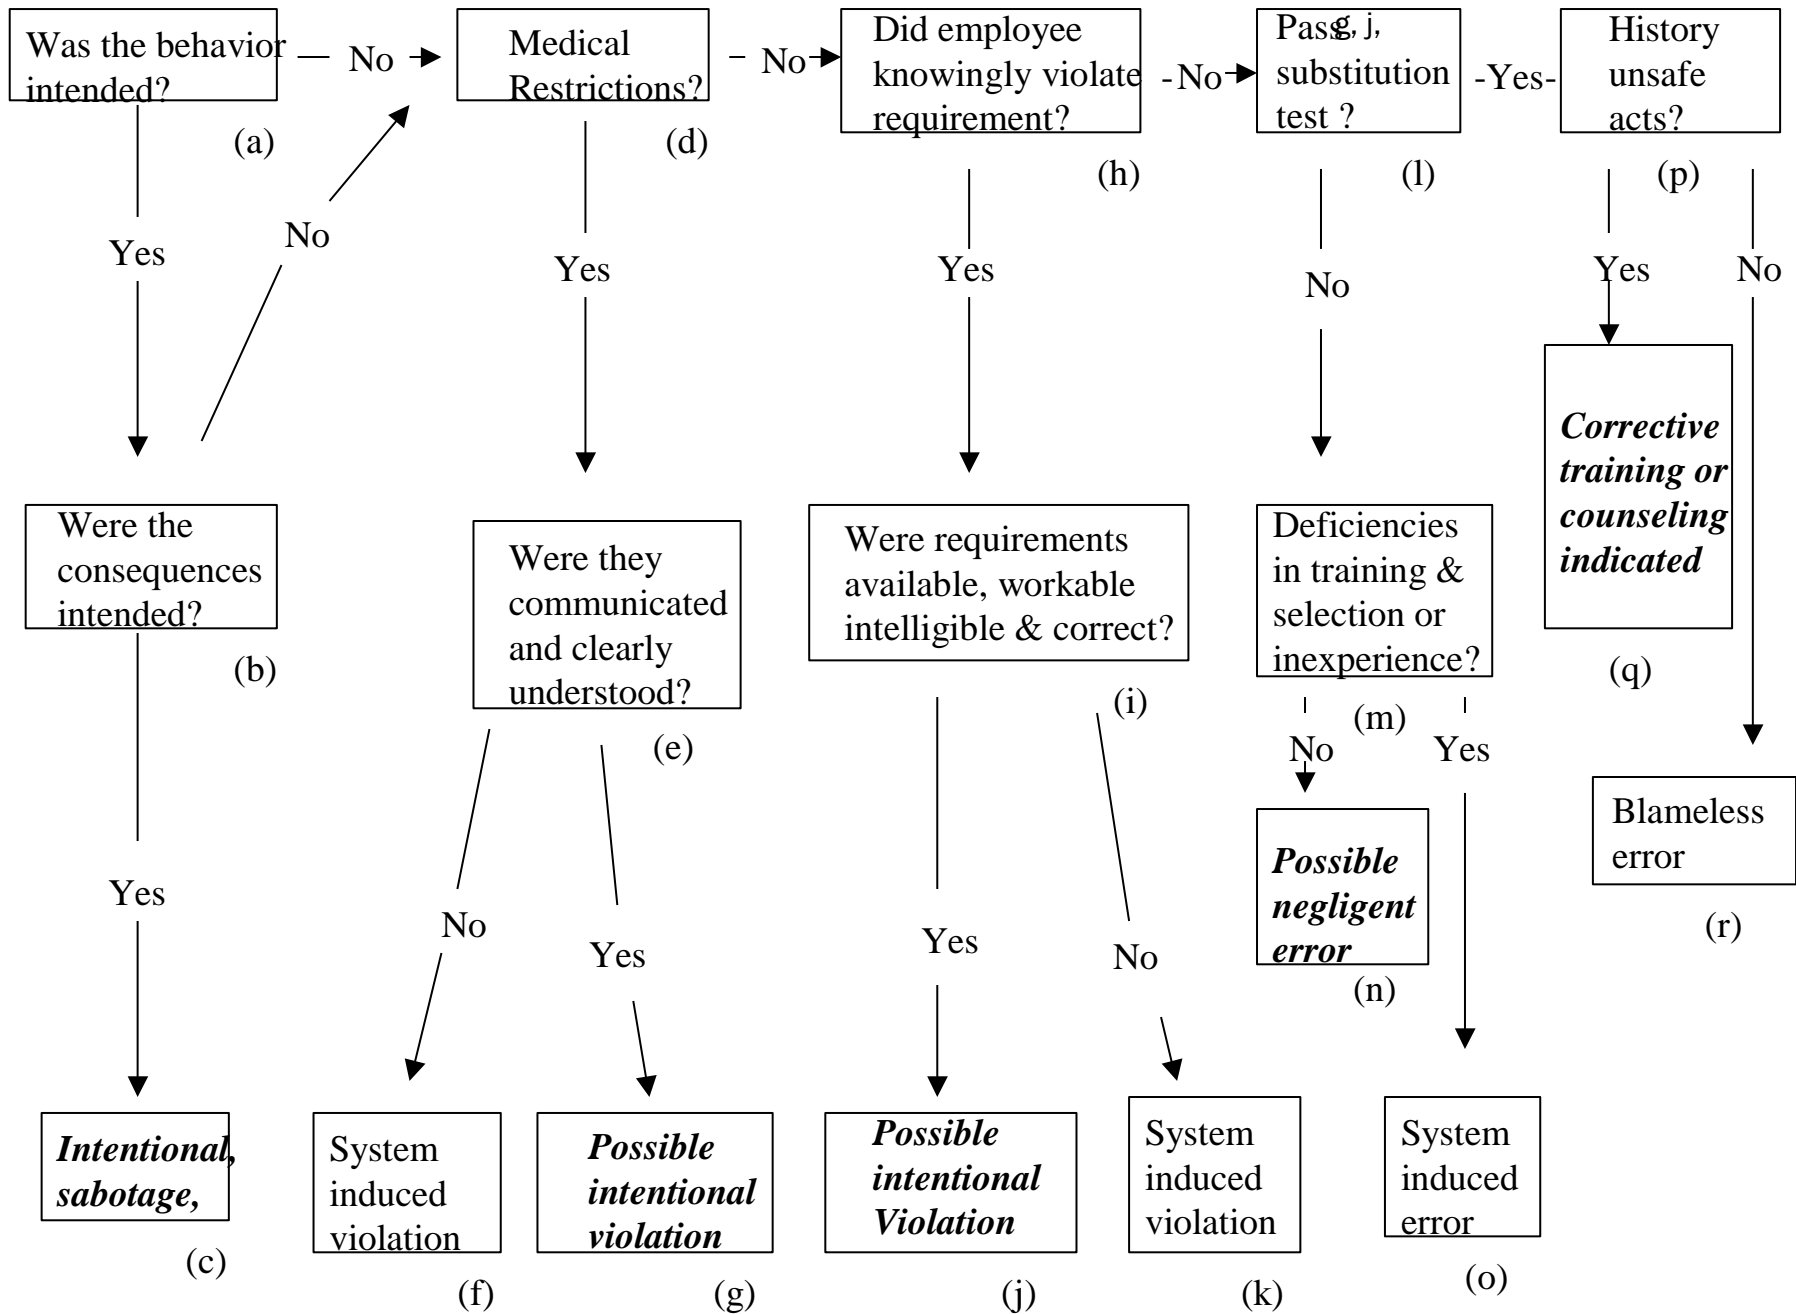 Was the behavior
intended?
(a)
No
Medical
Restrictions?
(d)
No
Did employee
knowingly violate
requirement?
(h)
-No
Pass
g, j,
substitution
test ?
(l)
-Yes-
History
unsafe
acts?
(p)
Yes
No
Yes
Yes
No
Yes
No
Were the
consequences
intended?
(b)
Were they
communicated
and clearly
understood?
(e)
Were requirements
available, workable
intelligible & correct?
(i)
Deficiencies
in training &
selection or
inexperience?
(m)
Corrective
training or
counseling
indicated
(q)
Yes
No
Yes
Yes
No
No
Yes
Possible
negligent
error
(n)
Blameless
error
(r)
Intentional,
sabotage,
(c)
System
induced
violation
(f)
Possible
intentional
violation
(g)
Possible
intentional
Violation
(j)
System
induced
violation
(k)
System
induced
error
(o)